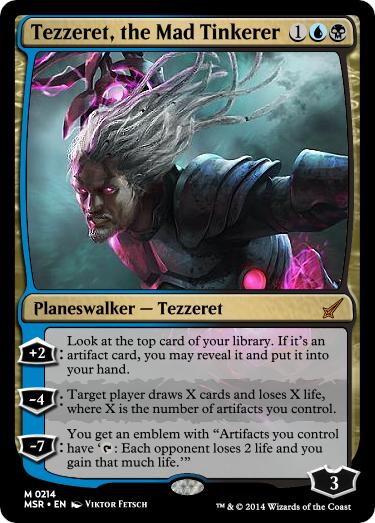 Tezzeret, the Mad Tinkerer 1
Planeswalker — Tezzeret
+2: Look at the top card of your library. If it's an
artifact card, you may reveal it and put it into
your hand.
-4: Target player draws X cards and loses X life,
where X is the number of artifacts you control.
-7: You get an emblem with “Artifacts you control
have ‘: Each opponent loses 2 life and you
gain that much life.’”
3
M 0214
MSR • EN VIKTOR FETSCH
™ & © 2014 Wizards of the Coast